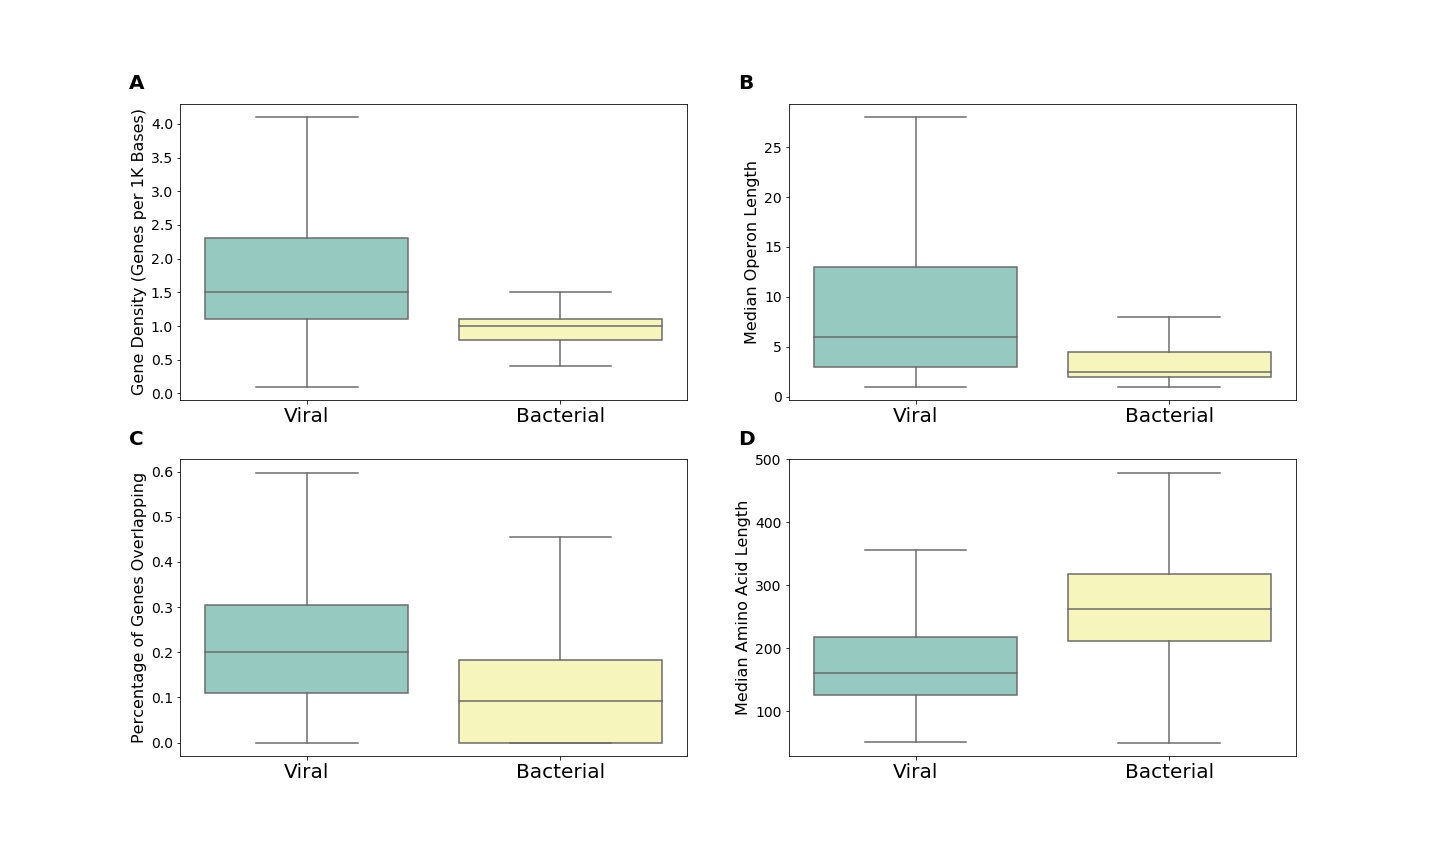 A
Gene Density (Genes per 1K Bases)
4.0
3.5
3.0
2.5
2.0
1.5
1.0
0.5
0.0
Viral Bacterial
B
Median Operon Length
25
20
15
10
5
0
Viral Bacterial
C
Percentage of Genes Overlapping
0.6
0.5
0.4
0.3
0.2
0.1
0.0
Viral Bacterial
D
Median Amino Acid Length
500
400
300
200
100
Viral Bacterial